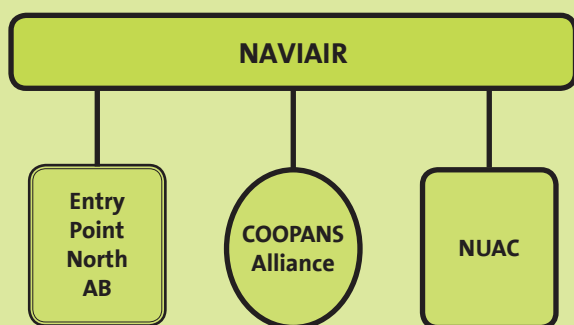 NAVIAIR
Entry
Point
North
AB
COOPANS
Alliance
NUAC